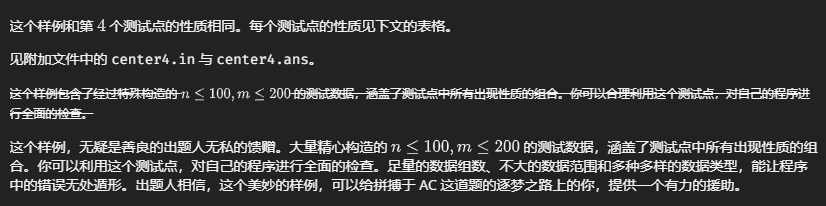 这个样例和第 4 个测试点的性质相同。每个测试点的性质见下文的表格。
见附加文件中的 center4.in 与 center4.ans。
这个样例包含了经过特殊构造的 n ≤ 100, m ≤ 200 的测试数据，涵盖了测试点中所有出现性质的组合。你可以合理利用这个测试点，对自己的程序进
行全面的检查。
这个样例，无疑是善良的出题人无私的馈赠。大量精心构造的 n ≤ 100, m ≤ 200 的测试数据，涵盖了测试点中所有出现性质的组
合。你可以利用这个测试点，对自己的程序进行全面的检查。足量的数据组数、不大的数据范围和多种多样的数据类型，能让程序
中的错误无处遁形。出题人相信，这个美妙的样例，可以给拼搏于 AC 这道题的逐梦之路上的你，提供一个有力的援助。